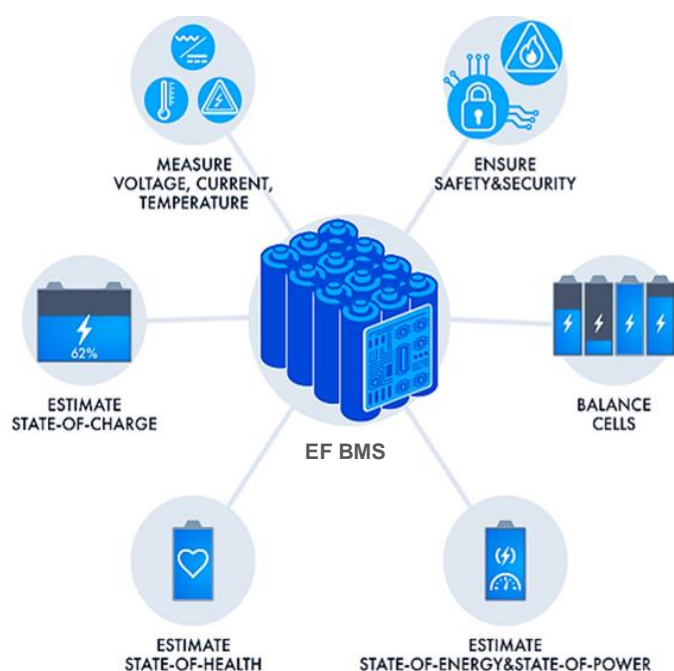 MEASURE
VOLTAGE, CURRENT,
TEMPERATURE
ENSURE
SAFETY&SECURITY
62%
ESTIMATE
STATE-OF-CHARGE
BALANCE
CELLS
EF BMS
ESTIMATE
STATE-OF-HEALTH
ESTIMATE
STATE-OF-ENERGY&STATE-OF-POWER